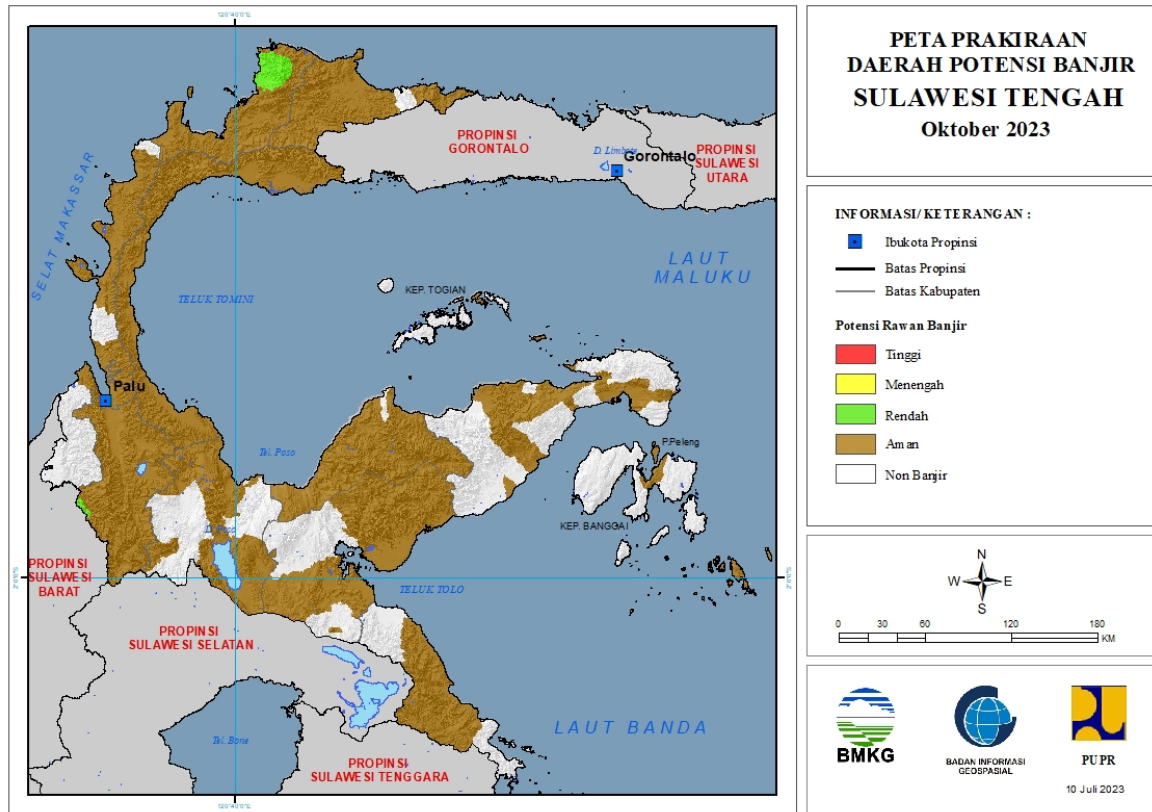 PETA PRAKIRAAN
DAERAH POTENSI BANJIR
SULAWESI TENGAH
Oktober 2023
INFORMASI/ KETERANGAN :
Ibukota Propinsi
Batas Propinsi
Batas Kabupaten
Potensi Rawan Banjir
Tinggi
Menengah
Rendah
Aman
Non Banjir
N
W E
S
0 30 60 120 180
KM
BMKG
BADAN INFORMASI
GEOSPASIAL
PUPR
10 Juli 2023
120°40'0"E
PROPINSI
GORONTALO
D. Limboto
Gorontalo
PROPINSI
SULAWESI
UTARA
SELAT MAKASSAR
LAUT
MALUKU
TELUK TOMINI
KEP. TOGIAN
Palu
Tel. Poso
P.Peleng
KEP. BANGGAI
D. Poso
PROPINSI
SULAWESI
BARAT
TELUK TOLO
PROPINSI
SULAWESI SELATAN
LAUT BANDA
Tel. Bone
PROPINSI
SULAWESI TENGGARA